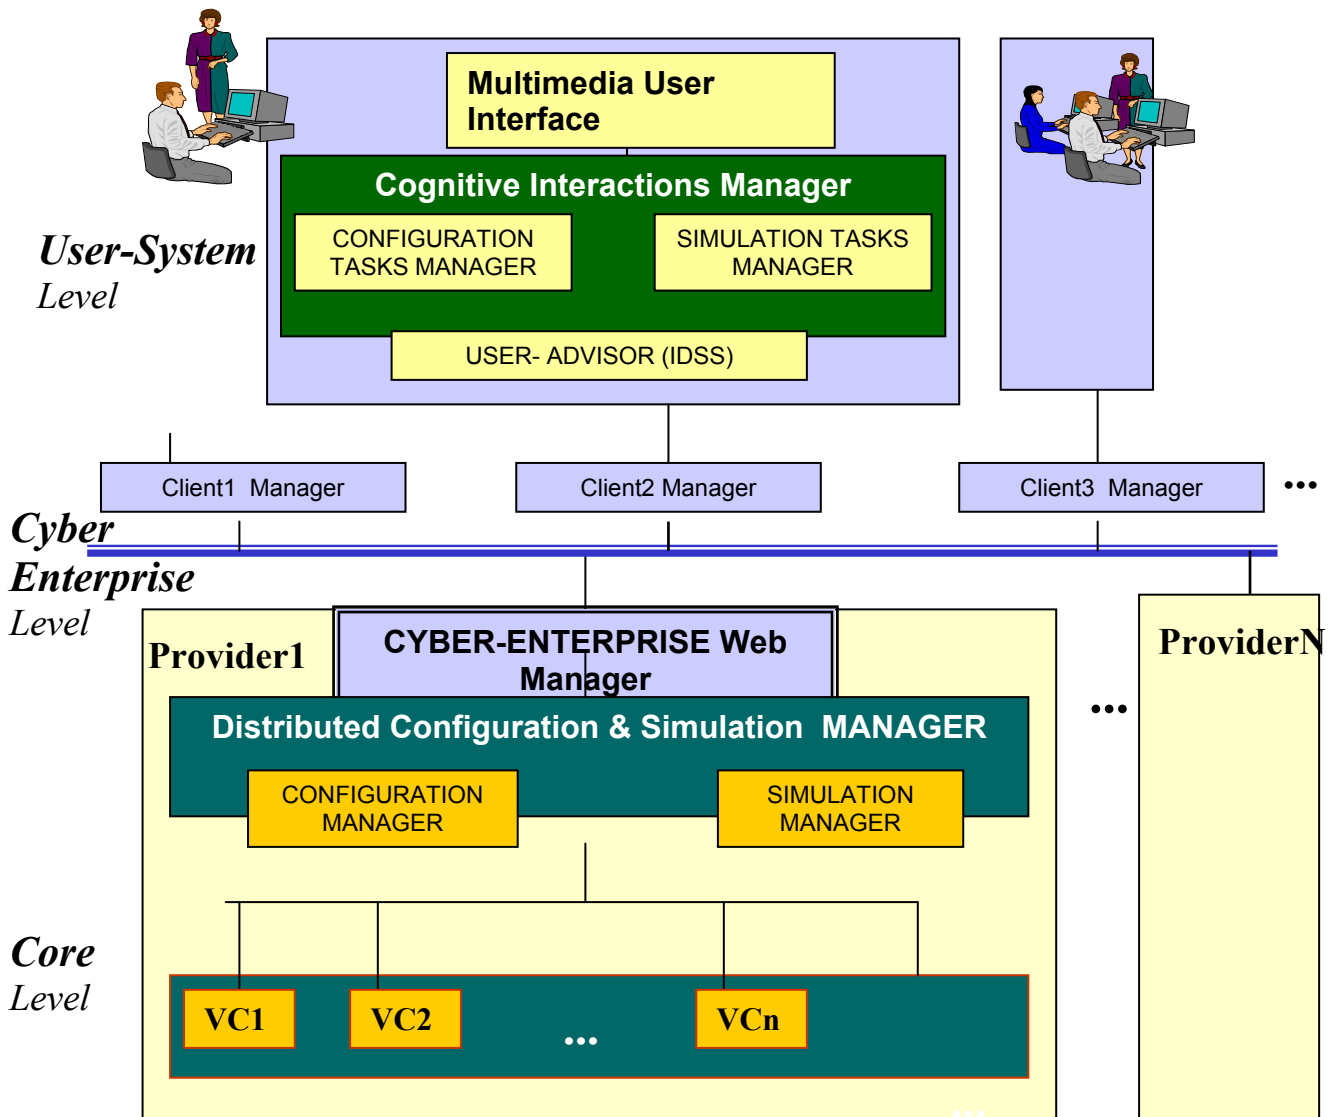 Multimedia User
Interface
Cognitive Interactions Manager
CONFIGURATION
TASKS MANAGER
SIMULATION TASKS
MANAGER
User-System
Level
USER- ADVISOR (IDSS)
Client1 Manager
Client2 Manager
Client3 Manager
...
Cyber
Enterprise
Level
Provider1
CYBER-ENTERPRISE Web
Manager
ProviderN
...
Distributed Configuration & Simulation MANAGER
CONFIGURATION
MANAGER
SIMULATION
MANAGER
Core
Level
VC1
VC2
...
VCn
...